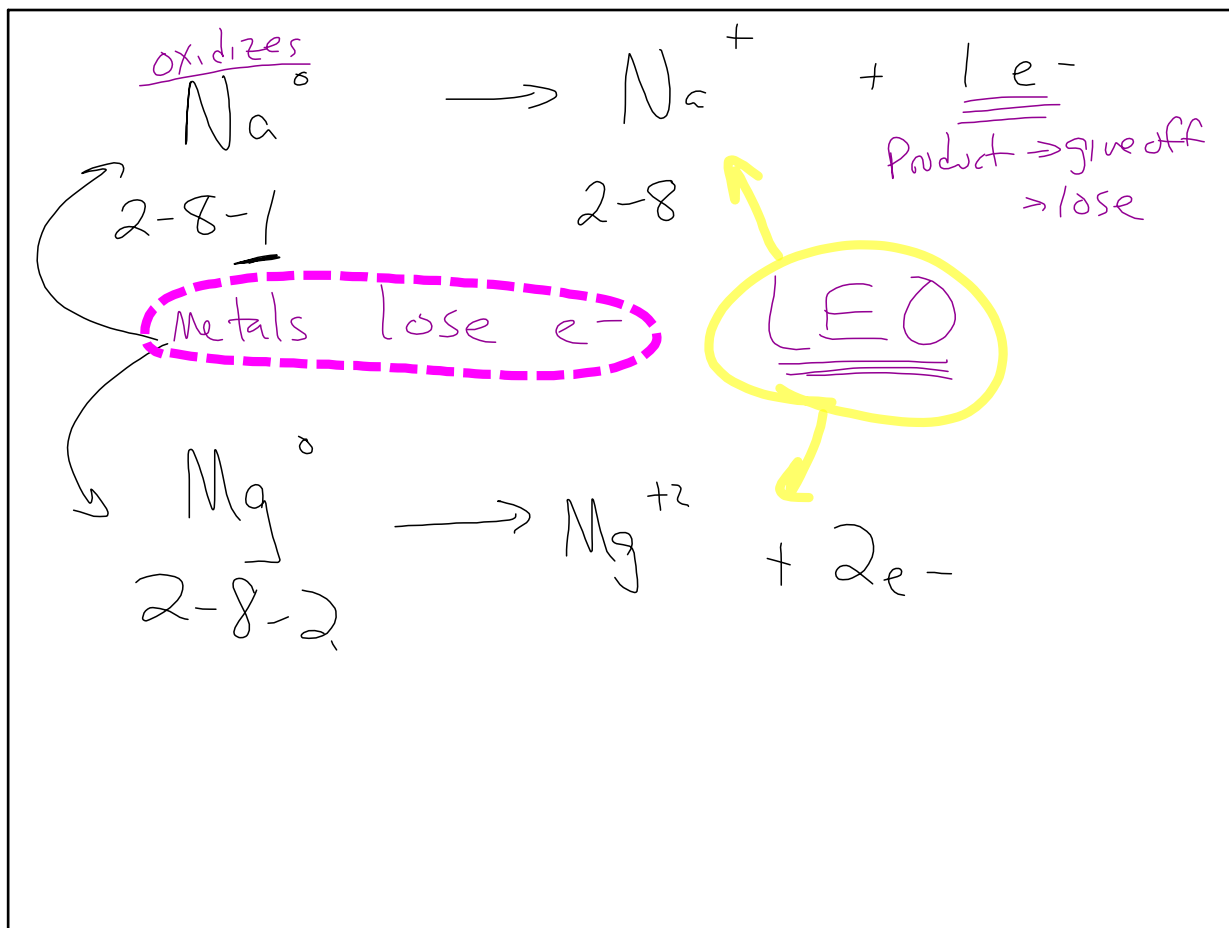 oxidizes
Na° → Na⁺ + 1 e⁻
Product → give off
→ lose
2-8-1 2-8
metals lose e⁻ LEO
Mg° → Mg⁺² + 2e⁻
2-8-2